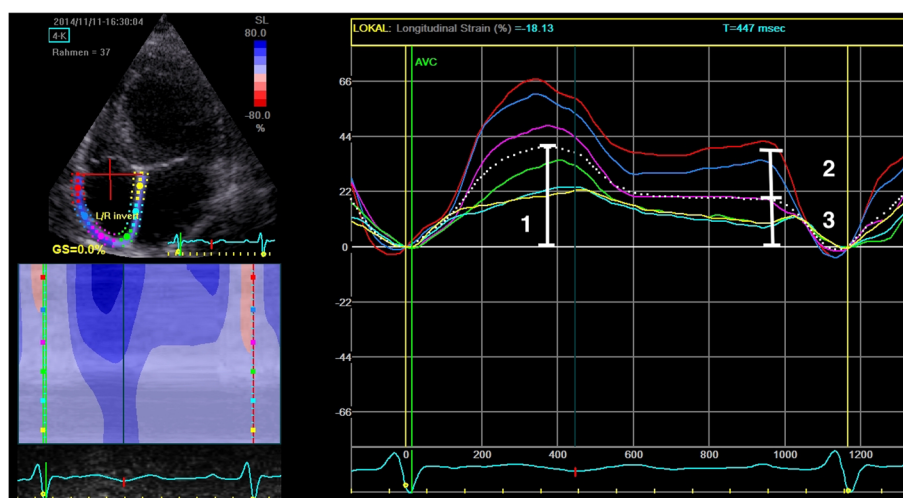 2014/11/11-16:30:04
4-K
Rahmen = 37
SL
80.0
-80.0
%
L/R invert
GS=0.0%
LOKAL: Longitudinal Strain (%) =-18.13 T=447 msec
AVC
66
44
22
0
-22
-44
-66
1
2
3
0 200 400 600 800 1000 1200